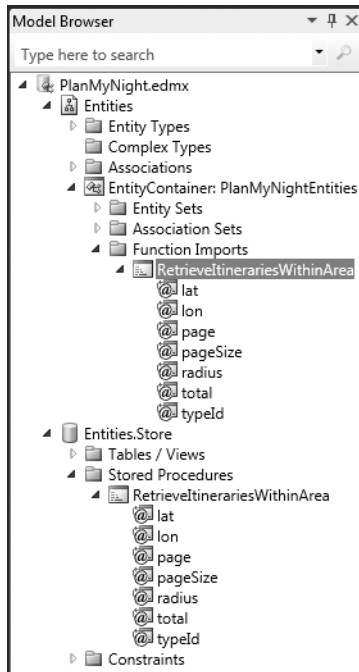 Model Browser
Type here to search
PlanMyNight.edmx
Entities
Entity Types
Complex Types
Associations
EntityContainer: PlanMyNightEntities
Entity Sets
Association Sets
Function Imports
RetrieveItinerariesWithinArea
lat
lon
page
pageSize
radius
total
typeId
Entities.Store
Tables / Views
Stored Procedures
RetrieveItinerariesWithinArea
lat
lon
page
pageSize
radius
total
typeId
Constraints